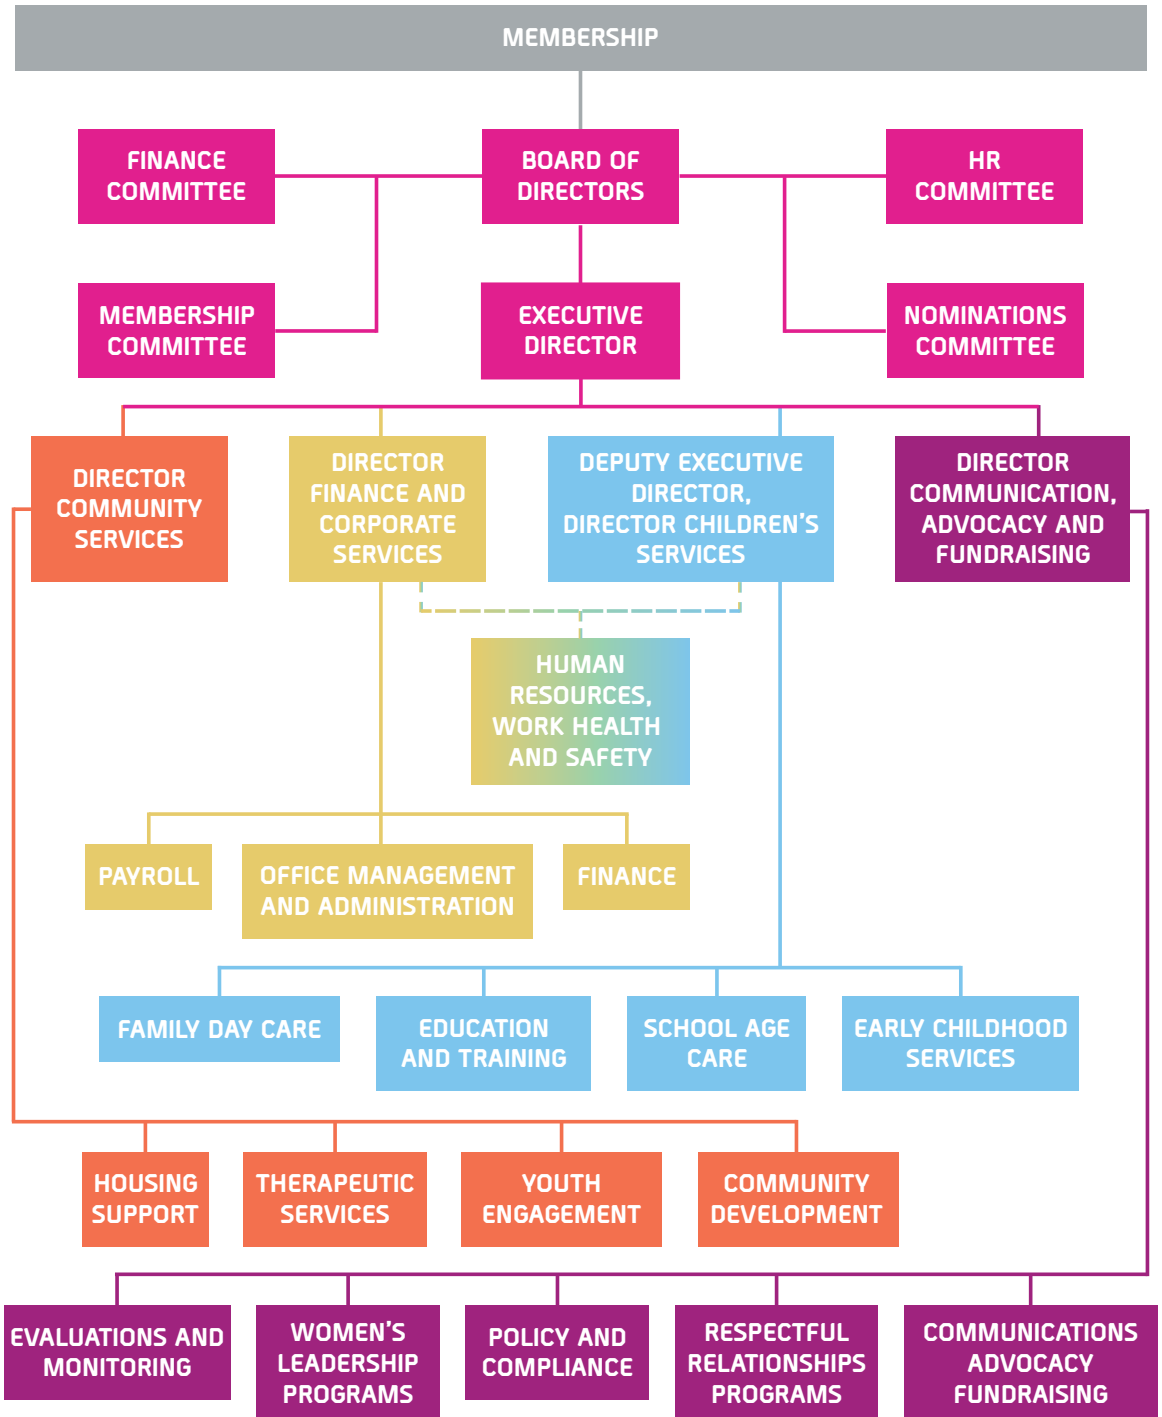 MEMBERSHIP
FINANCE
COMMITTEE
BOARD OF
DIRECTORS
HR
COMMITTEE
MEMBERSHIP
COMMITTEE
EXECUTIVE
DIRECTOR
NOMINATIONS
COMMITTEE
DIRECTOR
COMMUNITY
SERVICES
DIRECTOR
FINANCE AND
CORPORATE
SERVICES
DEPUTY EXECUTIVE
DIRECTOR,
DIRECTOR CHILDREN'S
SERVICES
DIRECTOR
COMMUNICATION,
ADVOCACY AND
FUNDRAISING
HUMAN
RESOURCES,
WORK HEALTH
AND SAFETY
PAYROLL
OFFICE MANAGEMENT
AND ADMINISTRATION
FINANCE
FAMILY DAY CARE
EDUCATION
AND TRAINING
SCHOOL AGE
CARE
EARLY CHILDHOOD
SERVICES
HOUSING
SUPPORT
THERAPEUTIC
SERVICES
YOUTH
ENGAGEMENT
COMMUNITY
DEVELOPMENT
EVALUATIONS AND
MONITORING
WOMEN'S
LEADERSHIP
PROGRAMS
POLICY AND
COMPLIANCE
RESPECTFUL
RELATIONSHIPS
PROGRAMS
COMMUNICATIONS
ADVOCACY
FUNDRAISING